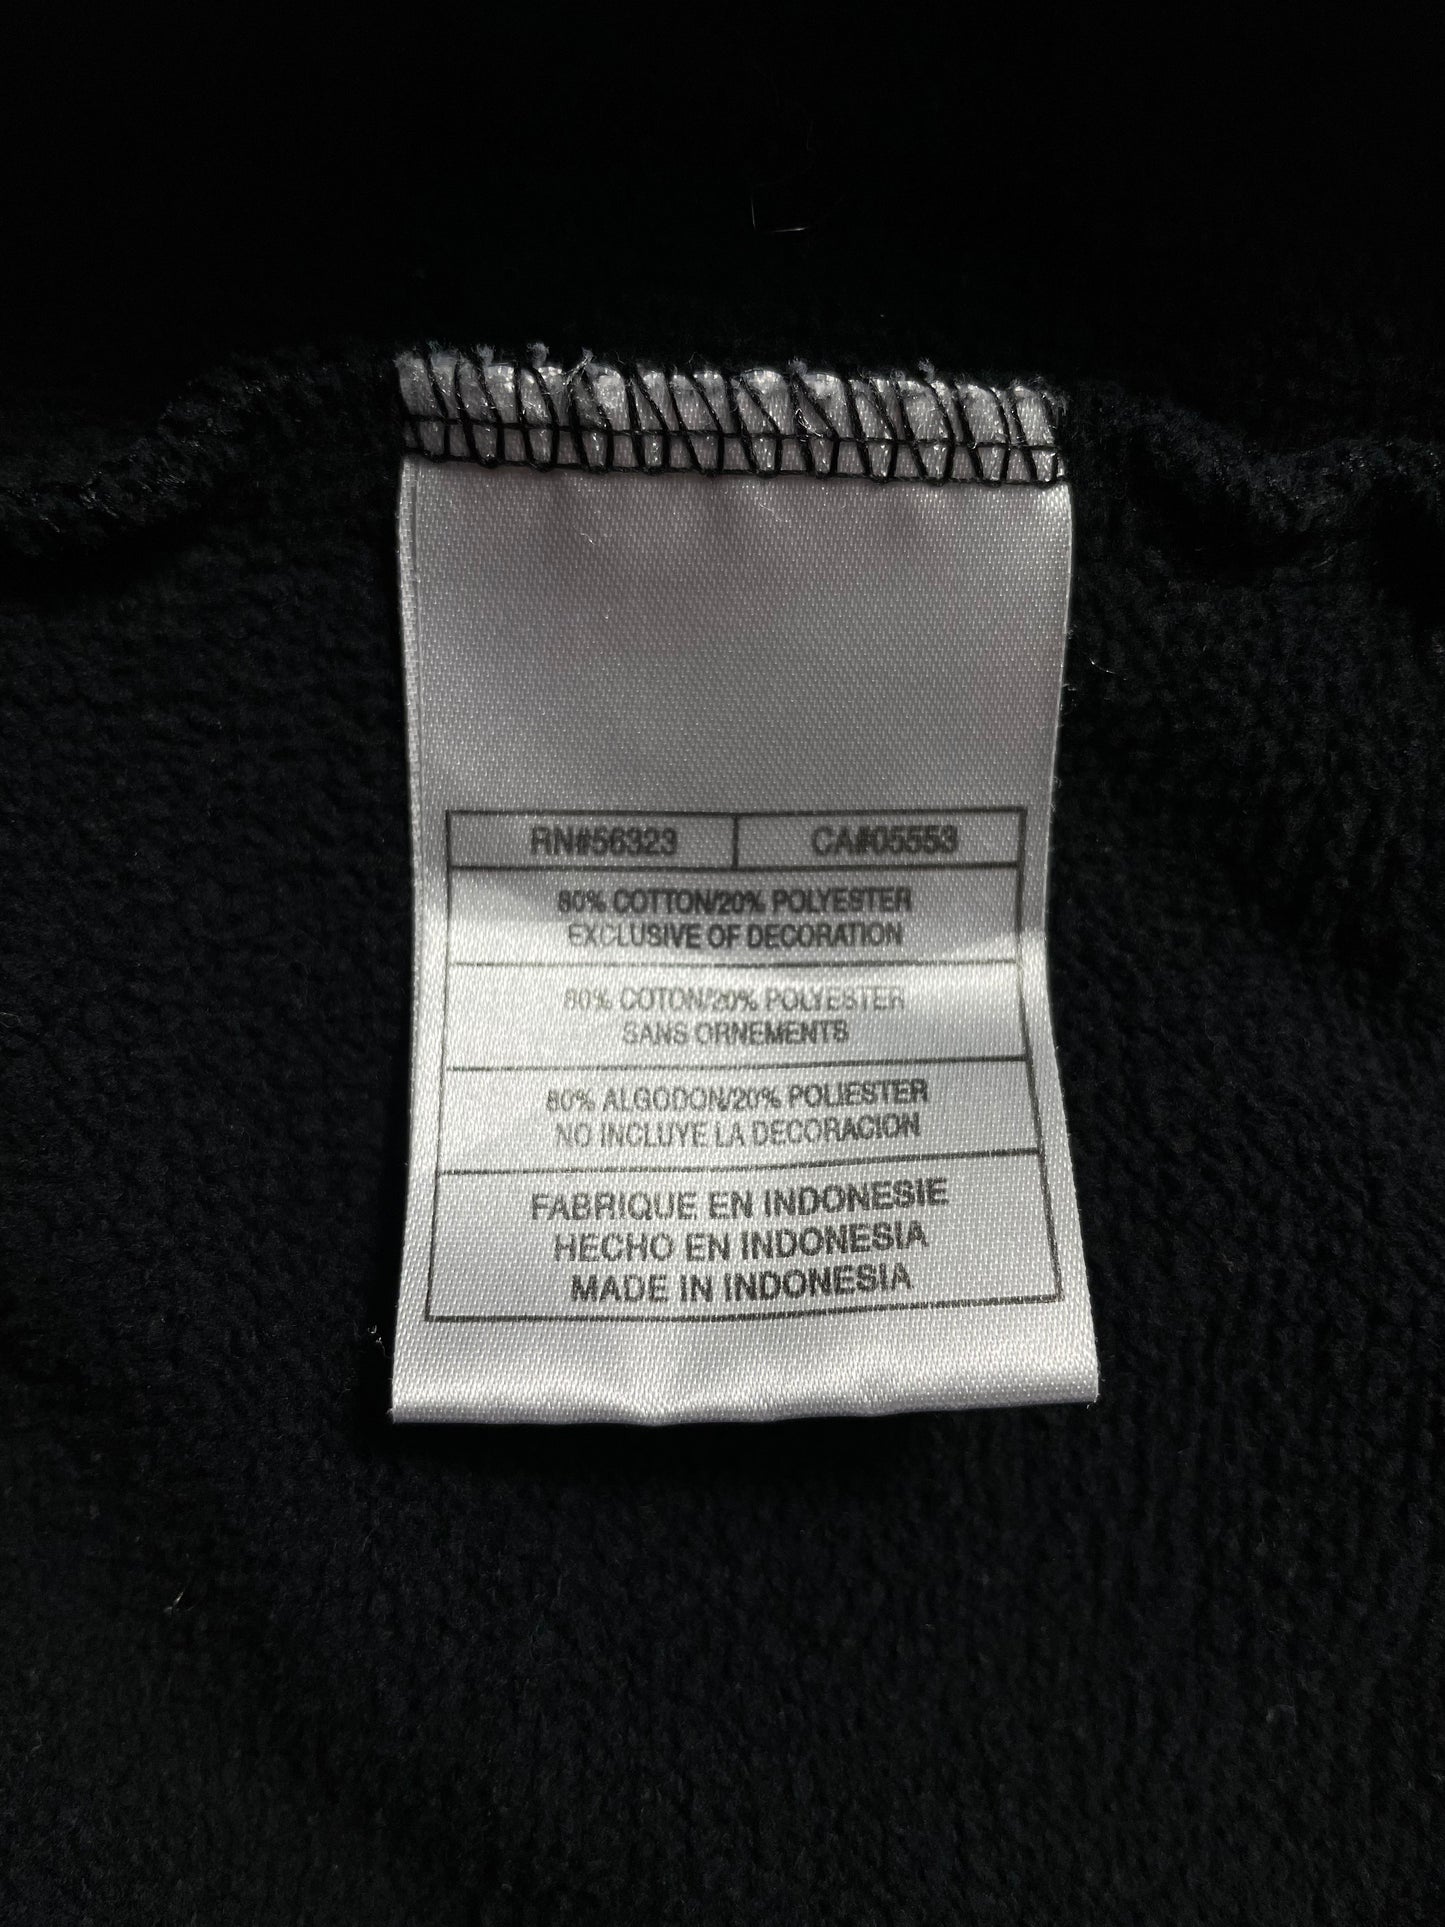 RN#56323 CA#05553
80% COTTON/20% POLYESTER
EXCLUSIVE OF DECORATION
80% COTON/20% POLYESTER
SANS ORNEMENTS
80% ALGODON/20% POLIESTER
NO INCLUYE LA DECORACION
FABRIQUE EN INDONESIE
HECHO EN INDONESIA
MADE IN INDONESIA